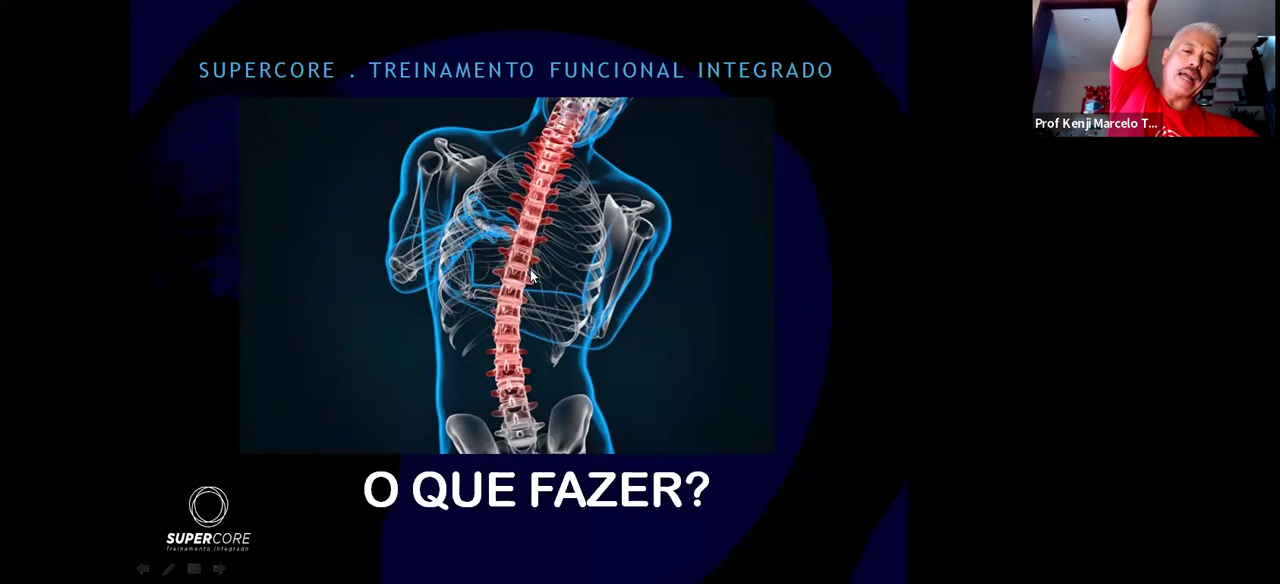 SUPERCORE . TREINAMENTO FUNCIONAL INTEGRADO
Prof Kenji Marcelo T...
O QUE FAZER?
SUPERCORE
Treinamento Integrado